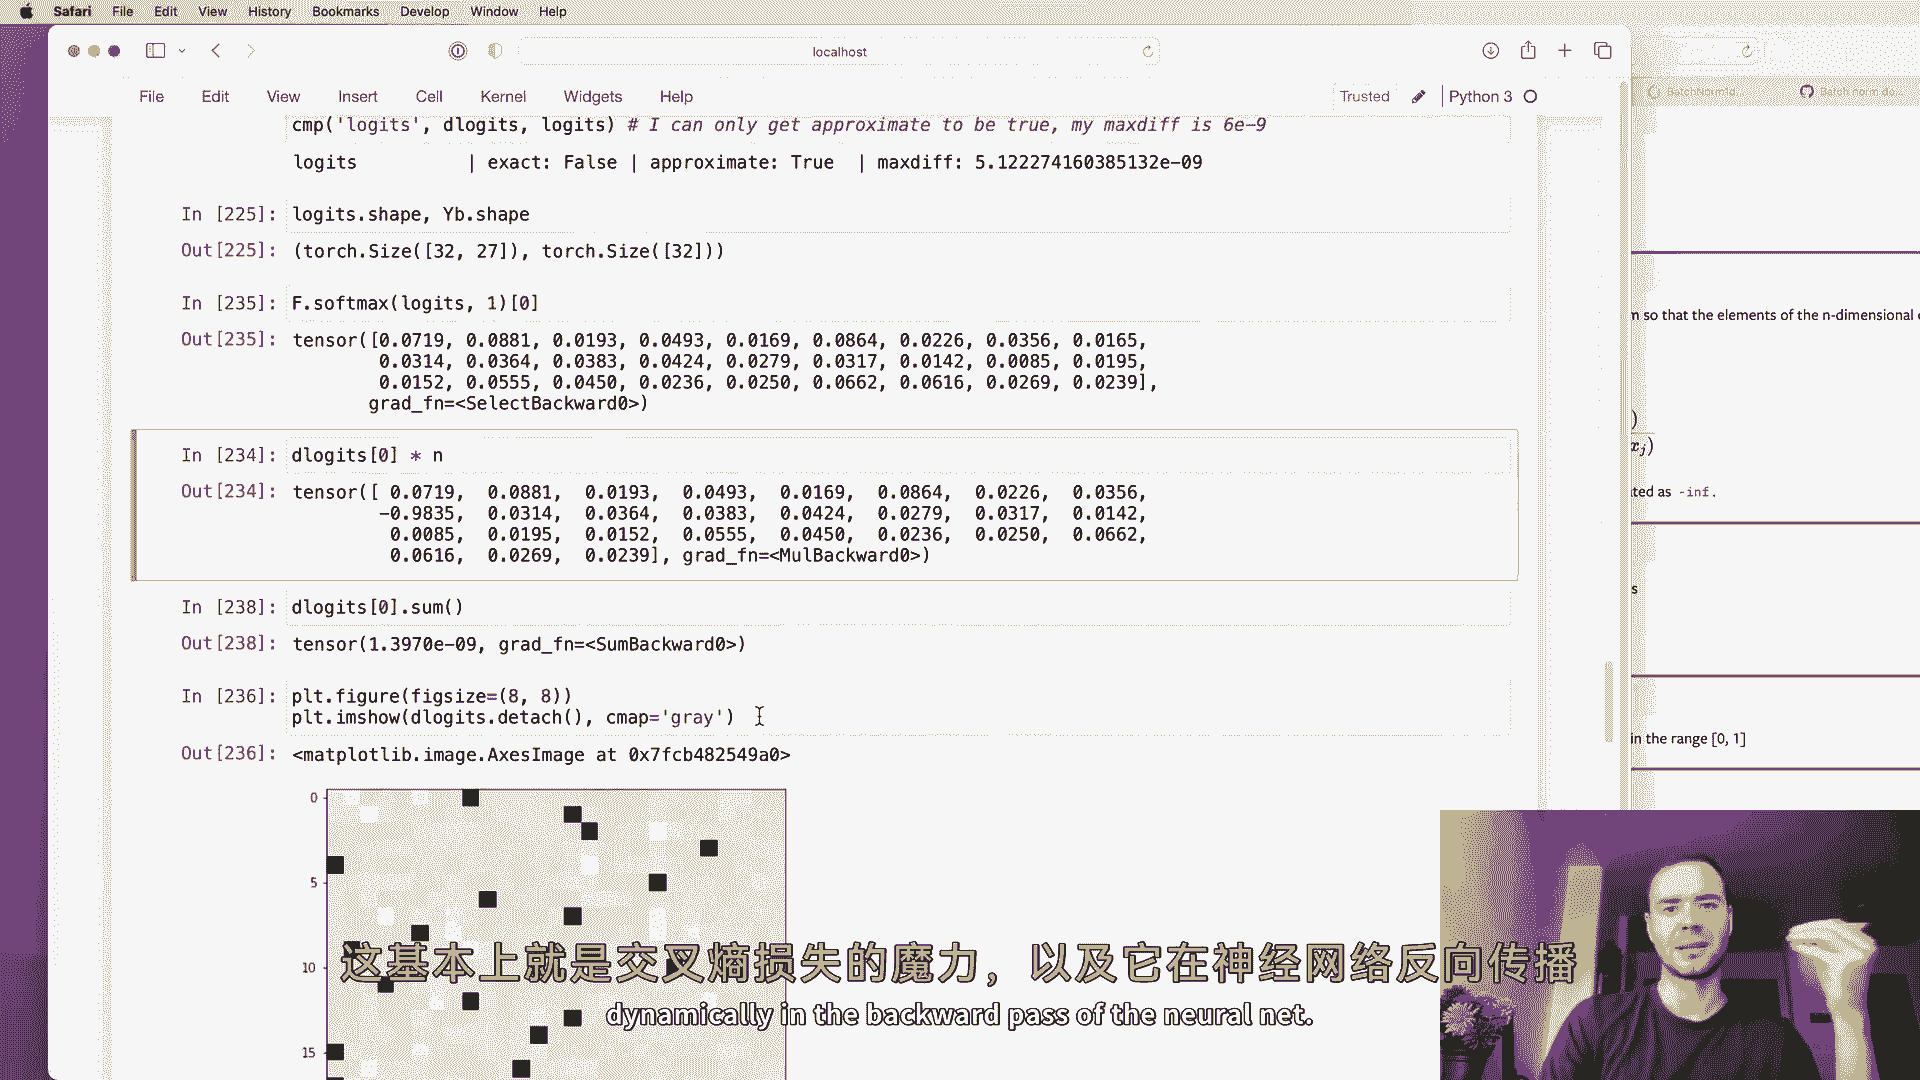 Safari File Edit View History Bookmarks Develop Window Help
localhost
File Edit View Insert Cell Kernel Widgets Help Trusted Python 3
BatchNorm1d... Batch norm de...
cmp('logits', dlogits, logits) # I can only get approximate to be true, my maxdiff is 6e-9
logits | exact: False | approximate: True | maxdiff: 5.122274160385132e-09
In [225]: logits.shape, Yb.shape
Out[225]: (torch.Size([32, 27]), torch.Size([32]))
In [235]: F.softmax(logits, 1)[0]
Out[235]: tensor([0.0719, 0.0881, 0.0193, 0.0493, 0.0169, 0.0864, 0.0226, 0.0356, 0.0165,
0.0314, 0.0364, 0.0383, 0.0424, 0.0279, 0.0317, 0.0142, 0.0085, 0.0195,
0.0152, 0.0555, 0.0450, 0.0236, 0.0250, 0.0662, 0.0616, 0.0269, 0.0239],
grad_fn=<SelectBackward0>)
In [234]: dlogits[0] * n
Out[234]: tensor([ 0.0719, 0.0881, 0.0193, 0.0493, 0.0169, 0.0864, 0.0226, 0.0356,
-0.9835, 0.0314, 0.0364, 0.0383, 0.0424, 0.0279, 0.0317, 0.0142,
0.0085, 0.0195, 0.0152, 0.0555, 0.0450, 0.0236, 0.0250, 0.0662,
0.0616, 0.0269, 0.0239], grad_fn=<MulBackward0>)
In [238]: dlogits[0].sum()
Out[238]: tensor(1.3970e-09, grad_fn=<SumBackward0>)
In [236]: plt.figure(figsize=(8, 8))
plt.imshow(dlogits.detach(), cmap='gray')
Out[236]: <matplotlib.image.AxesImage at 0x7fcb482549a0>
0
5
10
15
so that the elements of the n-dimensional
)
x_j)
ted as -inf.
s
in the range [0, 1]
这基本上就是交叉熵损失的魔力，以及它在神经网络反向传播
dynamically in the backward pass of the neural net.